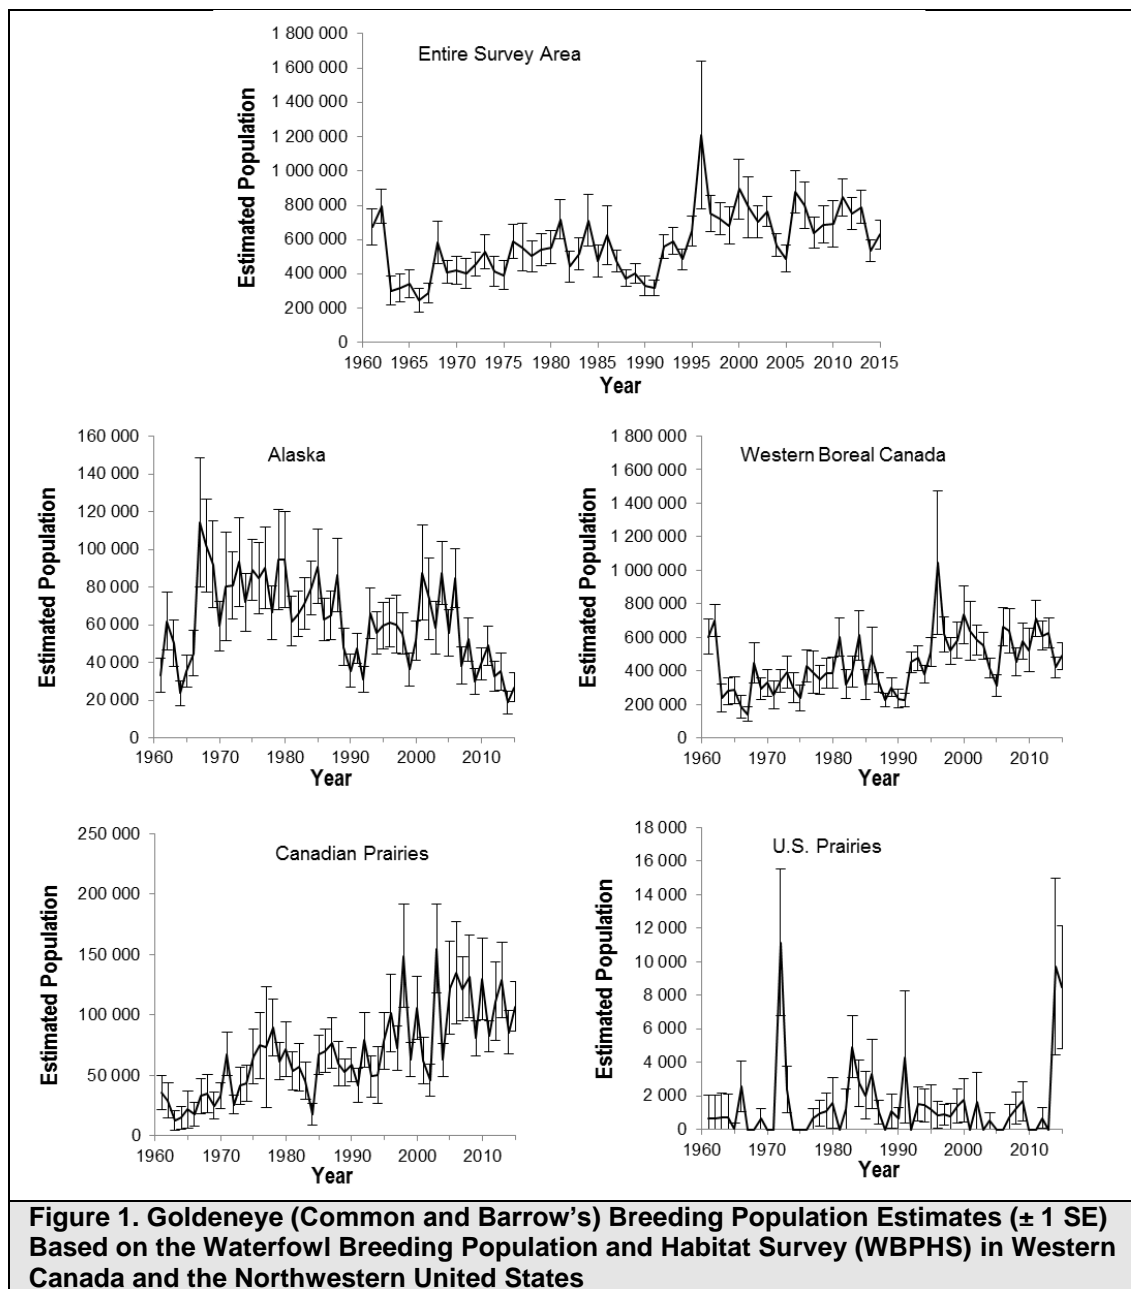 Entire Survey Area
Estimated Population
1 800 000
1 600 000
1 400 000
1 200 000
1 000 000
800 000
600 000
400 000
200 000
0
1960 1965 1970 1975 1980 1985 1990 1995 2000 2005 2010 2015
Year
Alaska
Estimated Population
160 000
140 000
120 000
100 000
80 000
60 000
40 000
20 000
0
1960 1970 1980 1990 2000 2010
Year
Western Boreal Canada
Estimated Population
1 800 000
1 600 000
1 400 000
1 200 000
1 000 000
800 000
600 000
400 000
200 000
0
1960 1970 1980 1990 2000 2010
Year
Canadian Prairies
Estimated Population
250 000
200 000
150 000
100 000
50 000
0
1960 1970 1980 1990 2000 2010
Year
U.S. Prairies
Estimated Population
18 000
16 000
14 000
12 000
10 000
8 000
6 000
4 000
2 000
0
1960 1970 1980 1990 2000 2010
Year
Figure 1. Goldeneye (Common and Barrow's) Breeding Population Estimates (± 1 SE)
Based on the Waterfowl Breeding Population and Habitat Survey (WBPHS) in Western
Canada and the Northwestern United States